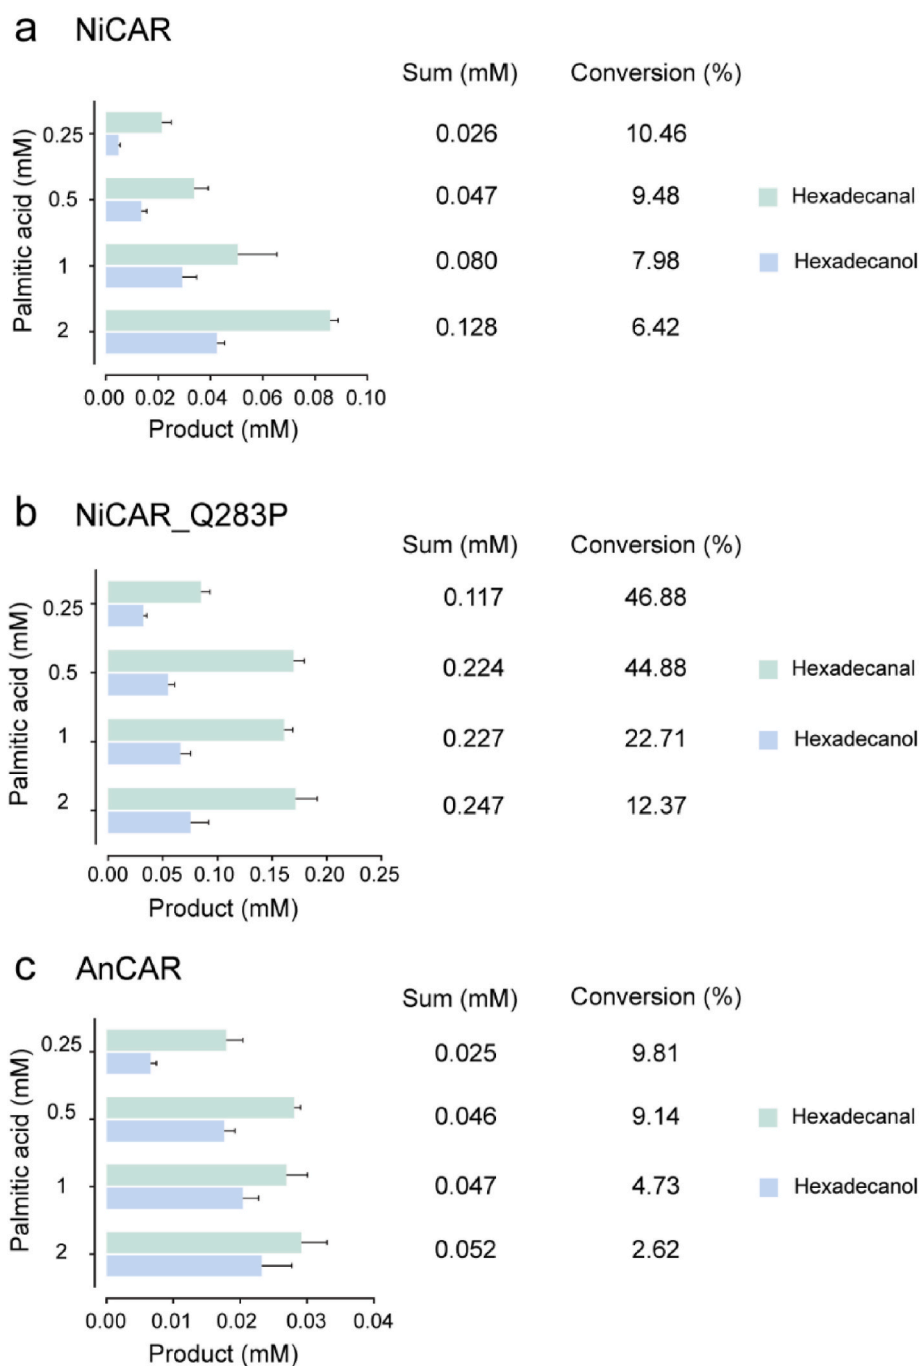 a NiCAR
Sum (mM) Conversion (%)
Palmitic acid (mM)
0.25 0.026 10.46
0.5 0.047 9.48 Hexadecanal
1 0.080 7.98 Hexadecanol
2 0.128 6.42
0.00 0.02 0.04 0.06 0.08 0.10
Product (mM)
b NiCAR_Q283P
Sum (mM) Conversion (%)
Palmitic acid (mM)
0.25 0.117 46.88
0.5 0.224 44.88 Hexadecanal
1 0.227 22.71 Hexadecanol
2 0.247 12.37
0.00 0.05 0.10 0.15 0.20 0.25
Product (mM)
c AnCAR
Sum (mM) Conversion (%)
Palmitic acid (mM)
0.25 0.025 9.81
0.5 0.046 9.14 Hexadecanal
1 0.047 4.73 Hexadecanol
2 0.052 2.62
0.00 0.01 0.02 0.03 0.04
Product (mM)